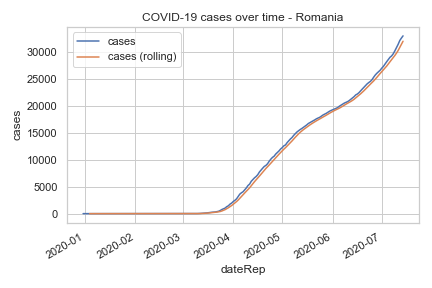 COVID-19 cases over time - Romania
cases
cases (rolling)
cases
30000
25000
20000
15000
10000
5000
0
2020-01
2020-02
2020-03
2020-04
2020-05
2020-06
2020-07
dateRep